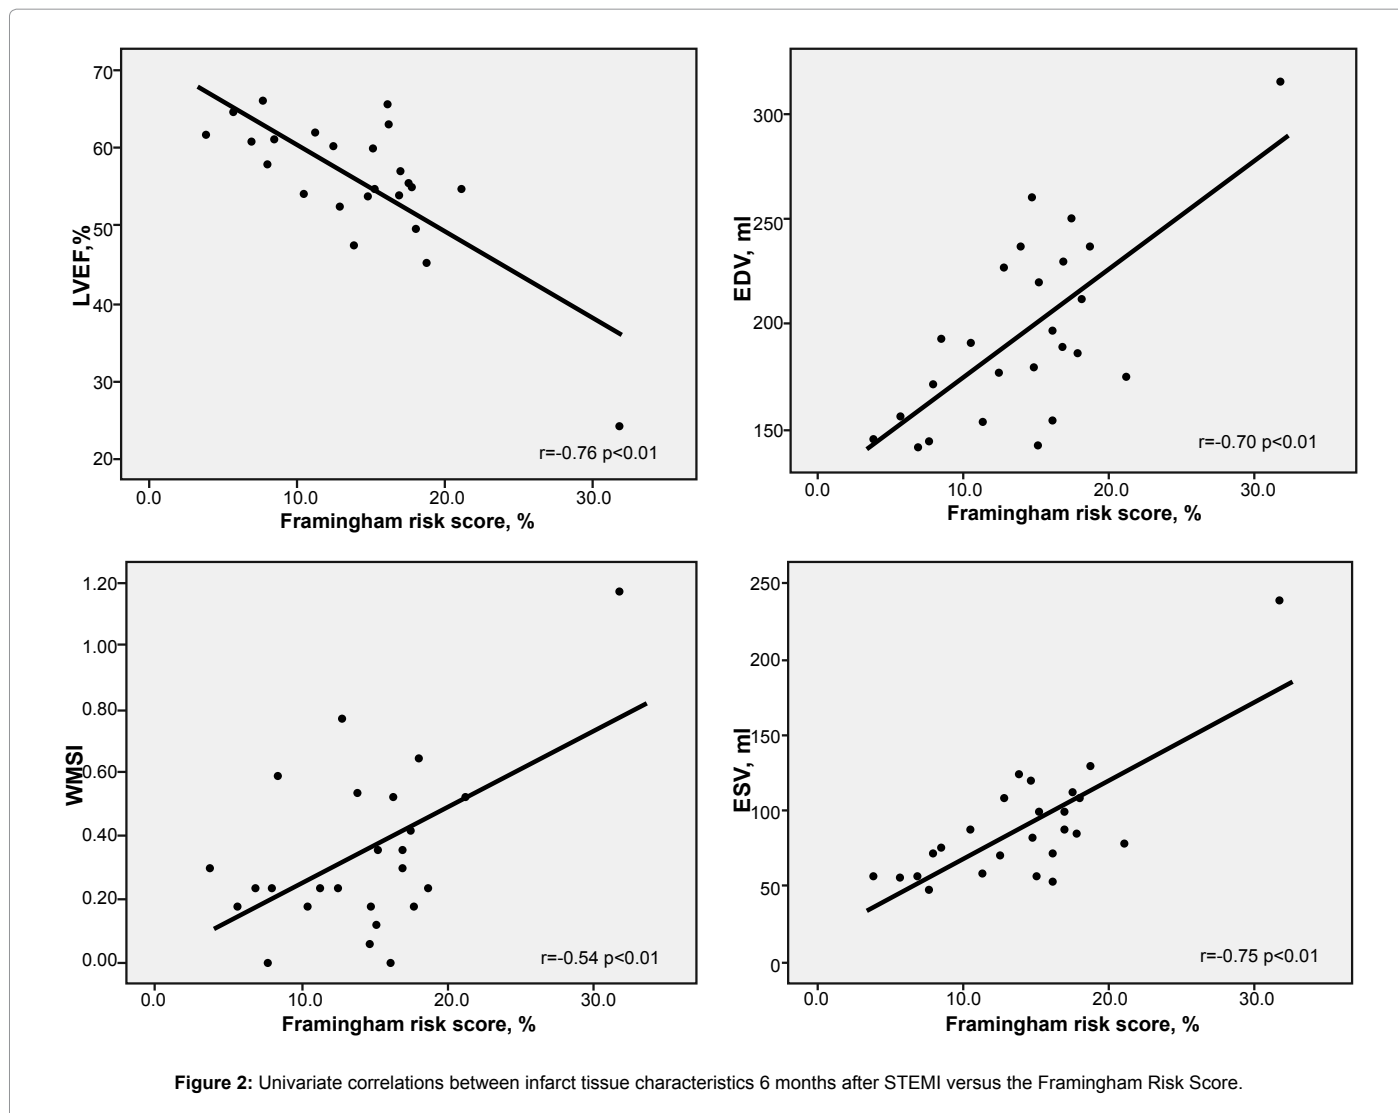 70
60
50
40
30
20
LVEF,%
r=-0.76 p<0.01
0.0 10.0 20.0 30.0
Framingham risk score, %
300
250
200
150
EDV, ml
r=-0.70 p<0.01
0.0 10.0 20.0 30.0
Framingham risk score, %
1.20
1.00
0.80
0.60
0.40
0.20
0.00
WMSI
r=-0.54 p<0.01
0.0 10.0 20.0 30.0
Framingham risk score, %
250
200
150
100
50
0
ESV, ml
r=-0.75 p<0.01
0.0 10.0 20.0 30.0
Framingham risk score, %
Figure 2: Univariate correlations between infarct tissue characteristics 6 months after STEMI versus the Framingham Risk Score.